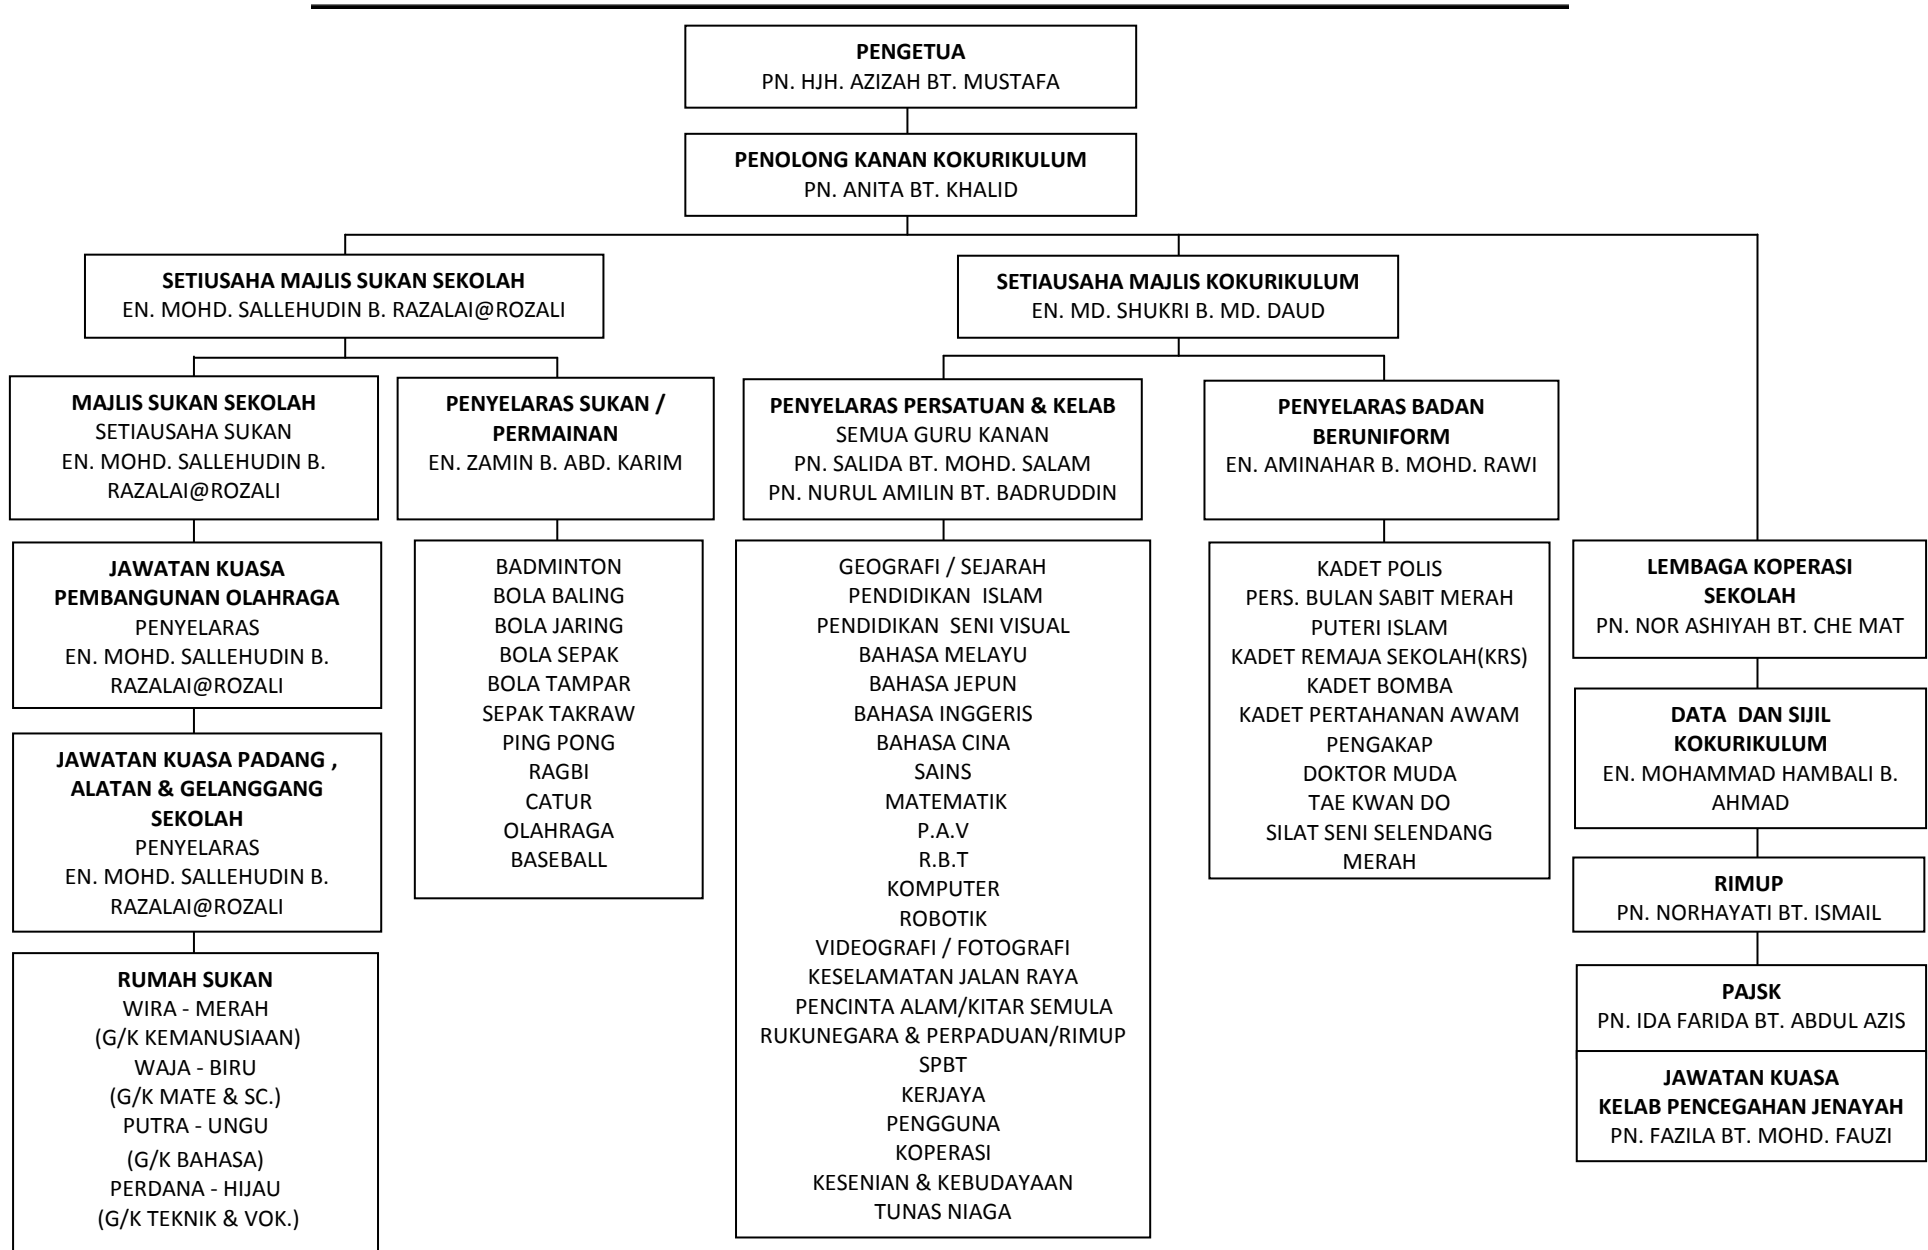 PENGETUA
PN. HJH. AZIZAH BT. MUSTAFA
PENOLONG KANAN KOKURIKULUM
PN. ANITA BT. KHALID
SETIUSAHA MAJLIS SUKAN SEKOLAH
EN. MOHD. SALLEHUDIN B. RAZALAI@ROZALI
SETIAUSAHA MAJLIS KOKURIKULUM
EN. MD. SHUKRI B. MD. DAUD
MAJLIS SUKAN SEKOLAH
SETIAUSAHA SUKAN
EN. MOHD. SALLEHUDIN B.
RAZALAI@ROZALI
PENYELARAS SUKAN /
PERMAINAN
EN. ZAMIN B. ABD. KARIM
PENYELARAS PERSATUAN & KELAB
SEMUA GURU KANAN
PN. SALIDA BT. MOHD. SALAM
PN. NURUL AMILIN BT. BADRUDDIN
PENYELARAS BADAN
BERUNIFORM
EN. AMINAHAR B. MOHD. RAWI
JAWATAN KUASA
PEMBANGUNAN OLAHRAGA
PENYELARAS
EN. MOHD. SALLEHUDIN B.
RAZALAI@ROZALI
JAWATAN KUASA PADANG ,
ALATAN & GELANGGANG
SEKOLAH
PENYELARAS
EN. MOHD. SALLEHUDIN B.
RAZALAI@ROZALI
RUMAH SUKAN
WIRA - MERAH
(G/K KEMANUSIAAN)
WAJA - BIRU
(G/K MATE & SC.)
PUTRA - UNGU
(G/K BAHASA)
PERDANA - HIJAU
(G/K TEKNIK & VOK.)
BADMINTON
BOLA BALING
BOLA JARING
BOLA SEPAK
BOLA TAMPAR
SEPAK TAKRAW
PING PONG
RAGBI
CATUR
OLAHRAGA
BASEBALL
GEOGRAFI / SEJARAH
PENDIDIKAN  ISLAM
PENDIDIKAN  SENI VISUAL
BAHASA MELAYU
BAHASA JEPUN
BAHASA INGGERIS
BAHASA CINA
SAINS
MATEMATIK
P.A.V
R.B.T
KOMPUTER
ROBOTIK
VIDEOGRAFI / FOTOGRAFI
KESELAMATAN JALAN RAYA
PENCINTA ALAM/KITAR SEMULA
RUKUNEGARA & PERPADUAN/RIMUP
SPBT
KERJAYA
PENGGUNA
KOPERASI
KESENIAN & KEBUDAYAAN
TUNAS NIAGA
KADET POLIS
PERS. BULAN SABIT MERAH
PUTERI ISLAM
KADET REMAJA SEKOLAH(KRS)
KADET BOMBA
KADET PERTAHANAN AWAM
PENGAKAP
DOKTOR MUDA
TAE KWAN DO
SILAT SENI SELENDANG
MERAH
LEMBAGA KOPERASI
SEKOLAH
PN. NOR ASHIYAH BT. CHE MAT
DATA  DAN SIJIL
KOKURIKULUM
EN. MOHAMMAD HAMBALI B.
AHMAD
RIMUP
PN. NORHAYATI BT. ISMAIL
PAJSK
PN. IDA FARIDA BT. ABDUL AZIS
JAWATAN KUASA
KELAB PENCEGAHAN JENAYAH
PN. FAZILA BT. MOHD. FAUZI